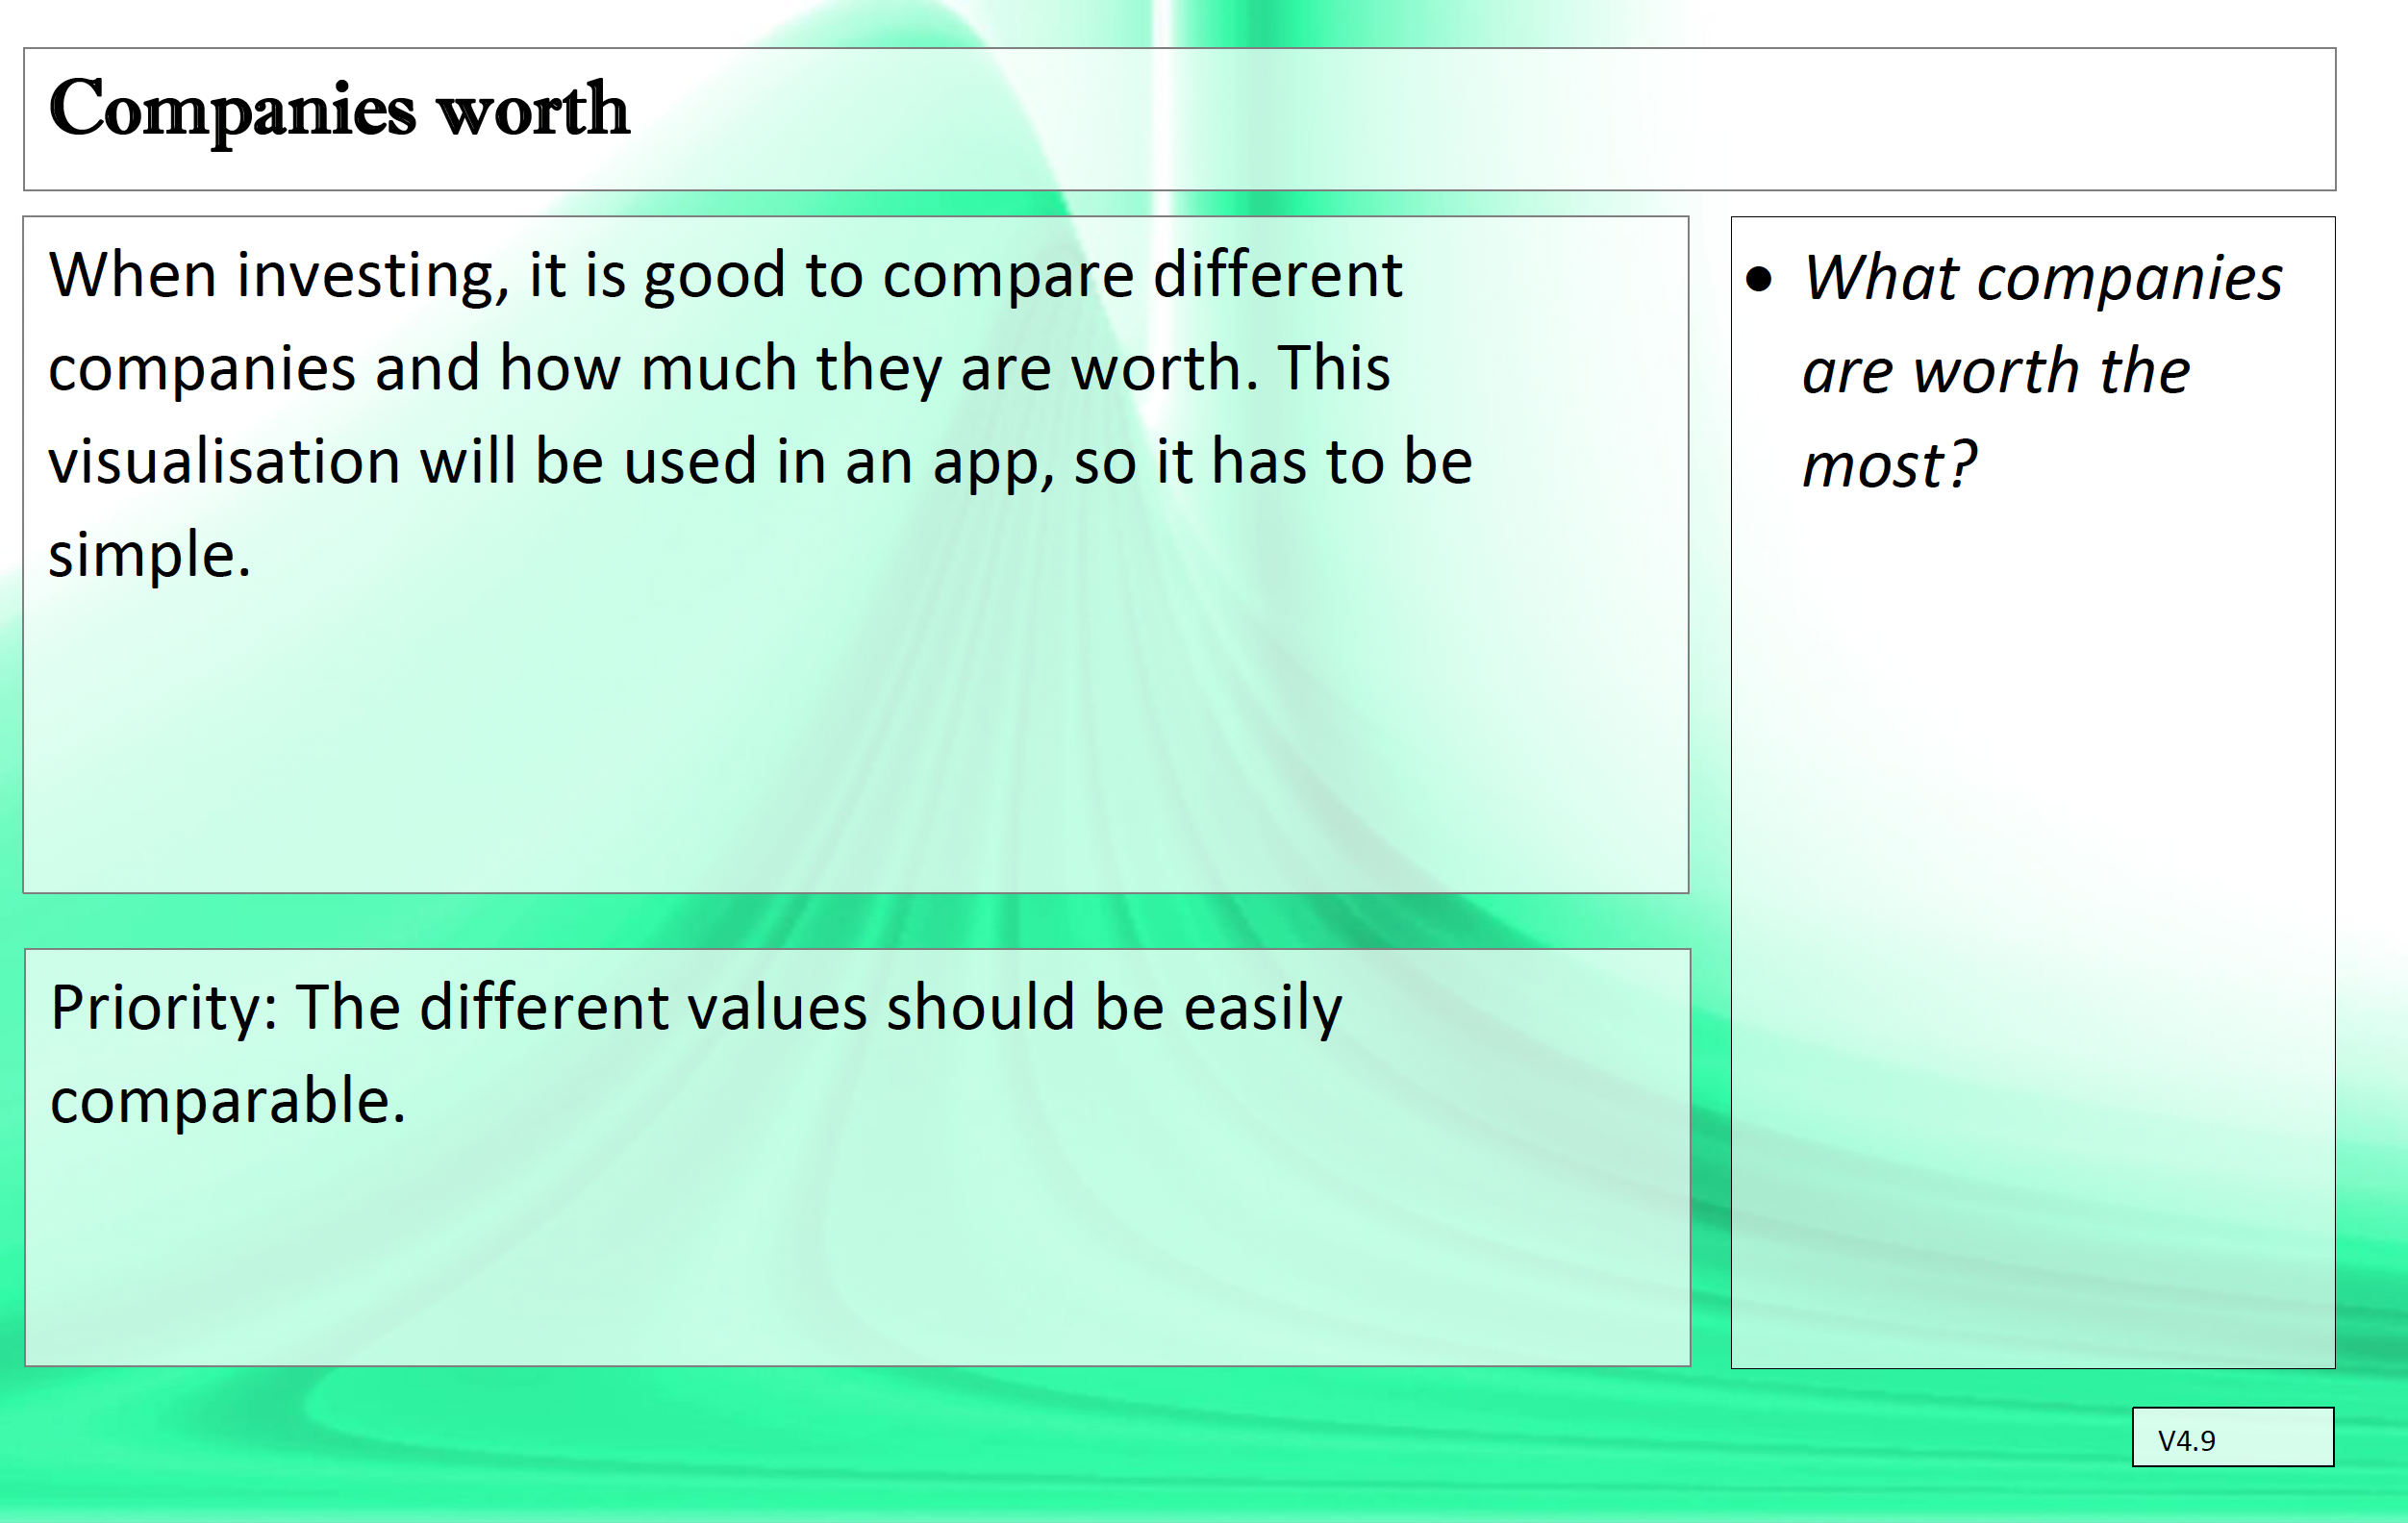 Companies worth
When investing, it is good to compare different
companies and how much they are worth. This
visualisation will be used in an app, so it has to be
simple.
• What companies
are worth the
most?
Priority: The different values should be easily
comparable.
V4.9